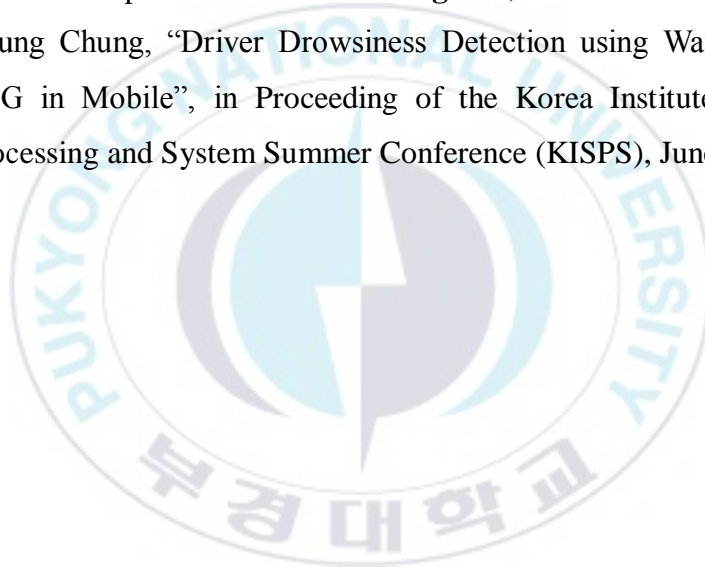 ung Chung, “Driver Drowsiness Detection using Wa
G in Mobile”, in Proceeding of the Korea Institute
ocessing and System Summer Conference (KISPS), June
PUKYONG NATIONAL UNIVERSITY
부경대학교